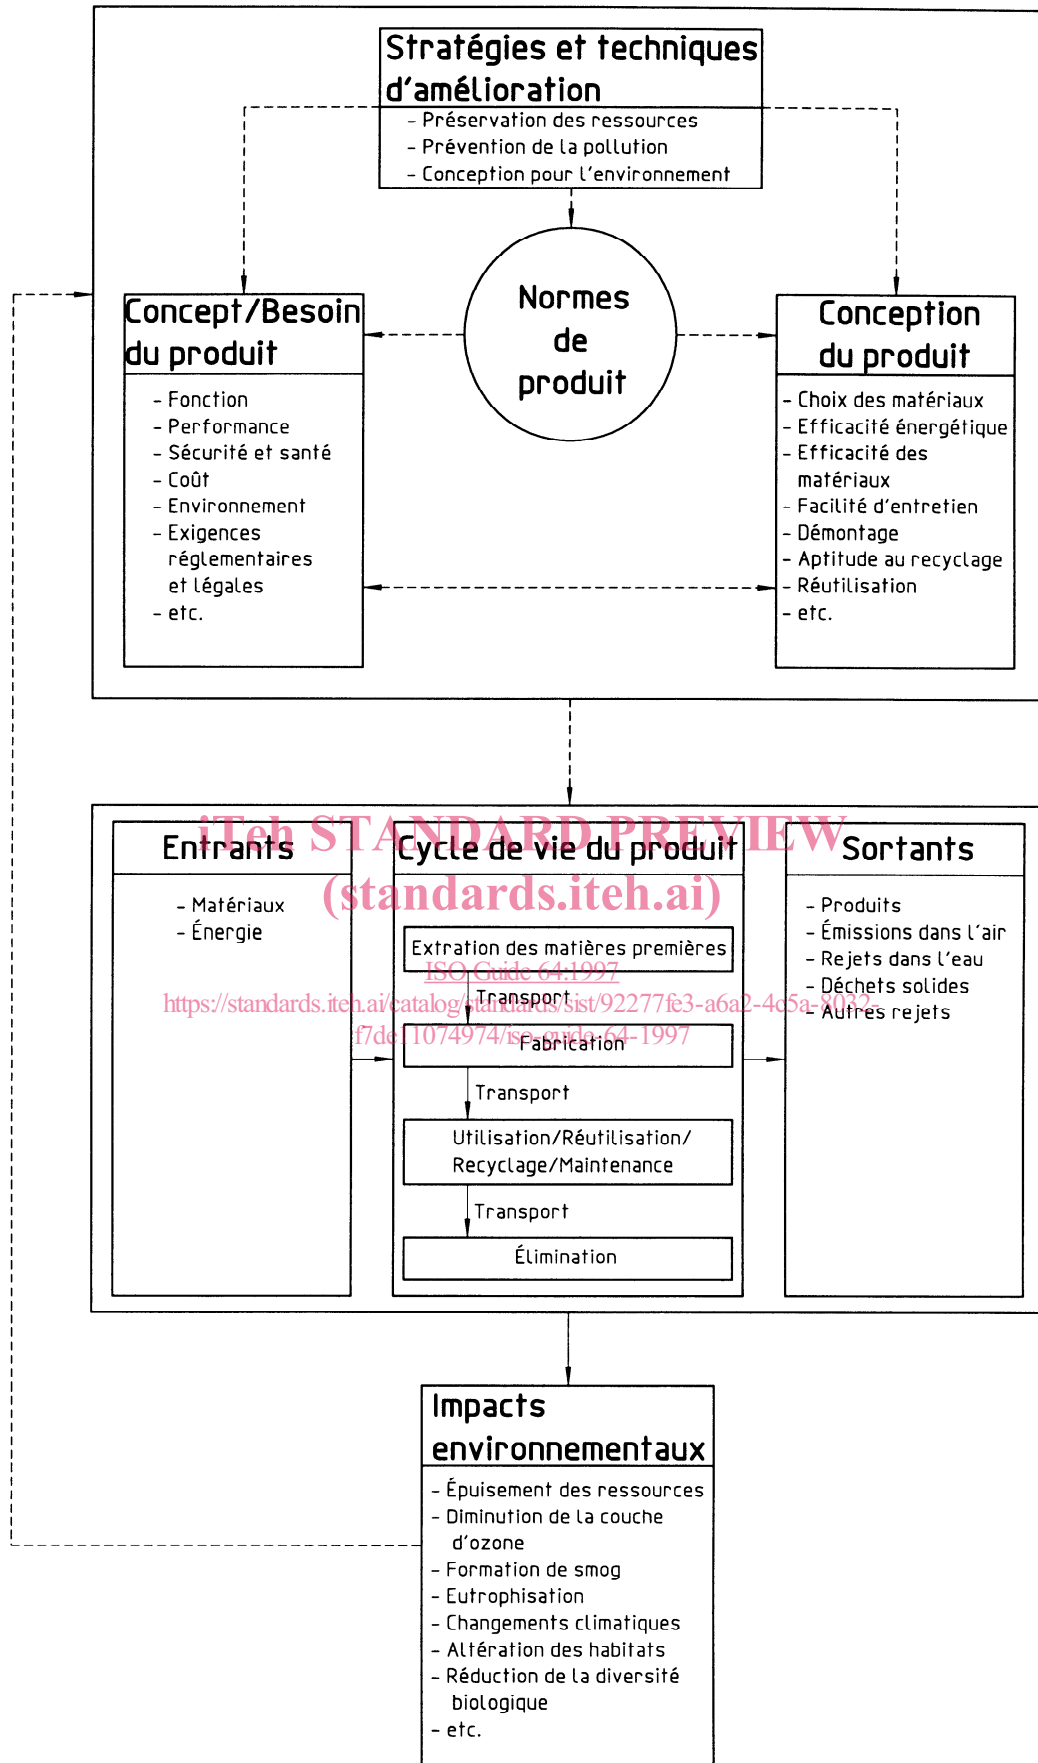 Stratégies et techniques
d'amélioration
- Préservation des ressources
- Prévention de la pollution
- Conception pour l'environnement
Normes
de
produit
Concept/Besoin
du produit
- Fonction
- Performance
- Sécurité et santé
- Coût
- Environnement
- Exigences
réglementaires
et légales
- etc.
Conception
du produit
- Choix des matériaux
- Efficacité énergétique
- Efficacité des
matériaux
- Facilité d'entretien
- Démontage
- Aptitude au recyclage
- Réutilisation
- etc.
iTeh STANDARD PREVIEW
(standards.iteh.ai)
ISO Guide 64:1997
https://standards.iteh.ai/catalog/standards/sist/92277fe3-a6a2-4c5a-8032-
f7de11074974/iso-guide-64-1997
Entrants
- Matériaux
- Énergie
Cycle de vie du produit
Extration des matières premières
Transport
Fabrication
Transport
Utilisation/Réutilisation/
Recyclage/Maintenance
Transport
Élimination
Sortants
- Produits
- Émissions dans l'air
- Rejets dans l'eau
- Déchets solides
- Autres rejets
Impacts
environnementaux
- Épuisement des ressources
- Diminution de la couche
d'ozone
- Formation de smog
- Eutrophisation
- Changements climatiques
- Altération des habitats
- Réduction de la diversité
biologique
- etc.